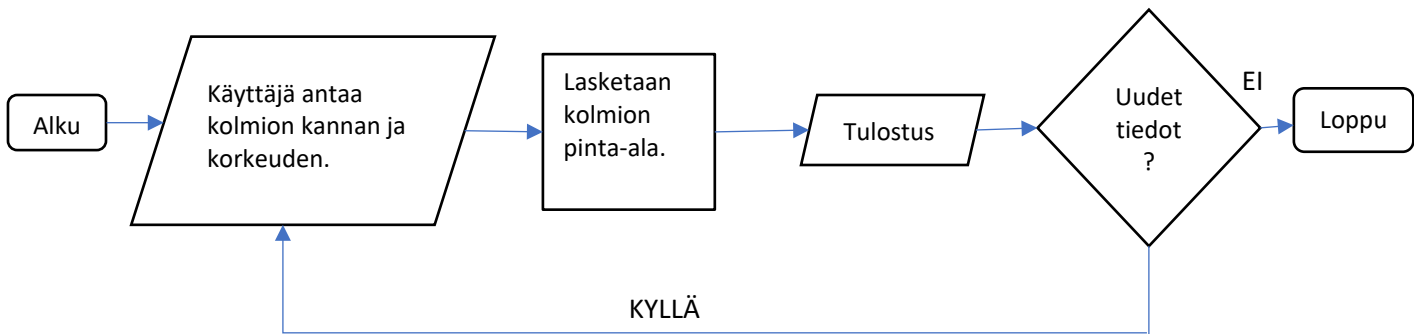 Alku
Käyttäjä antaa
kolmion kannan ja
korkeuden.
Lasketaan
kolmion
pinta-ala.
Tulostus
Uudet
tiedot
?
EI
Loppu
KYLLÄ